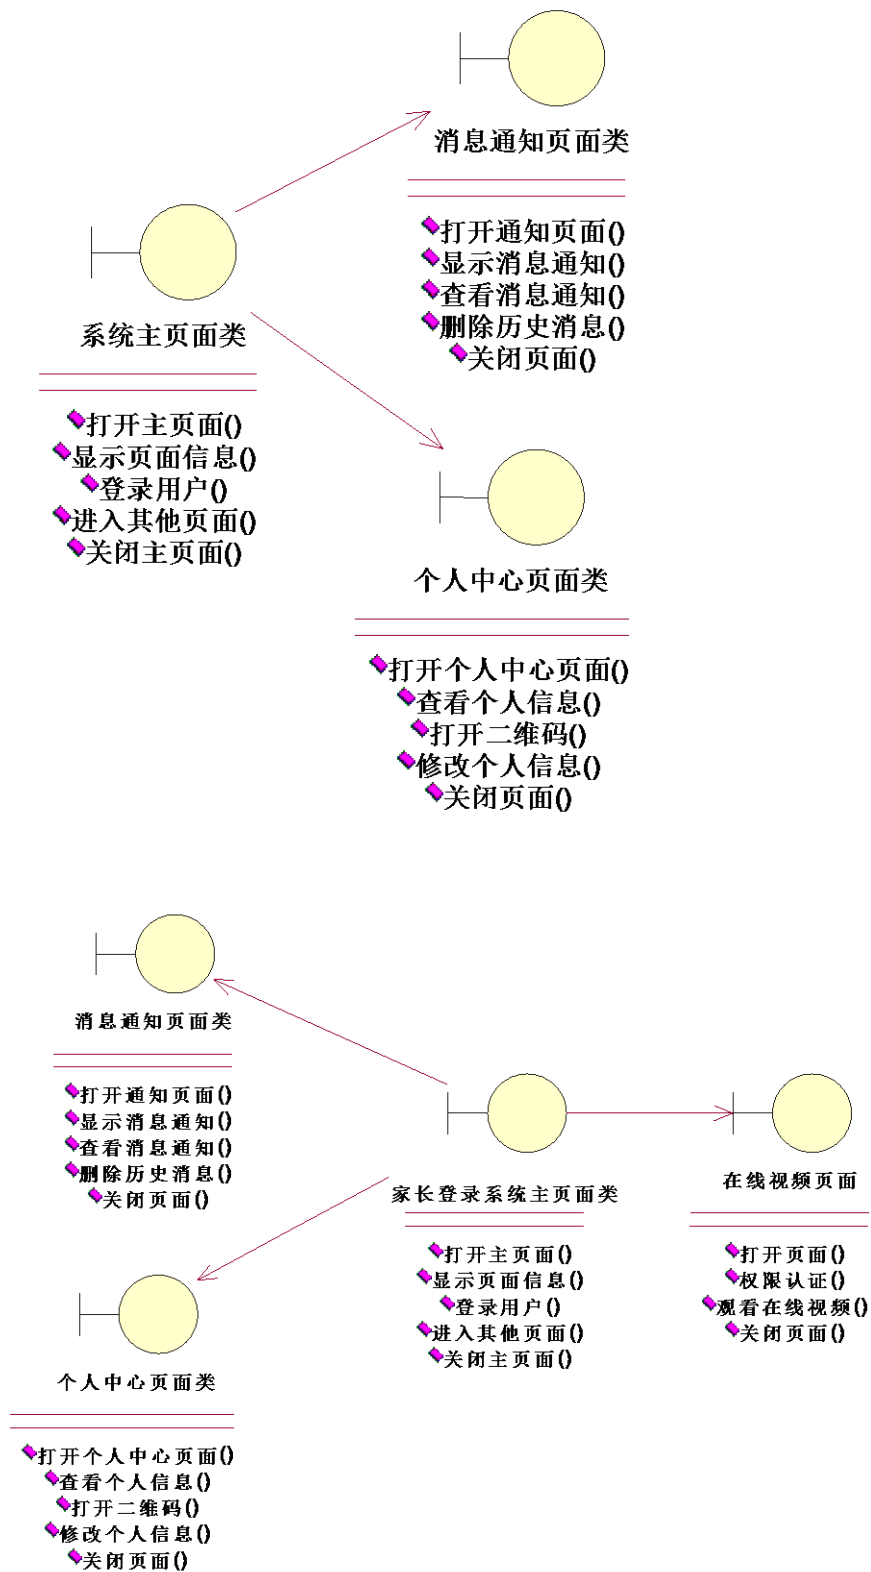 消息通知页面类
打开通知页面()
显示消息通知()
查看消息通知()
删除历史消息()
关闭页面()
系统主页面类
打开主页面()
显示页面信息()
登录用户()
进入其他页面()
关闭主页面()
个人中心页面类
打开个人中心页面()
查看个人信息()
打开二维码()
修改个人信息()
关闭页面()
消息通知页面类
打开通知页面()
显示消息通知()
查看消息通知()
删除历史消息()
关闭页面()
家长登录系统主页面类
打开主页面()
显示页面信息()
登录用户()
进入其他页面()
关闭主页面()
在线视频页面
打开页面()
权限认证()
观看在线视频()
关闭页面()
个人中心页面类
打开个人中心页面()
查看个人信息()
打开二维码()
修改个人信息()
关闭页面()